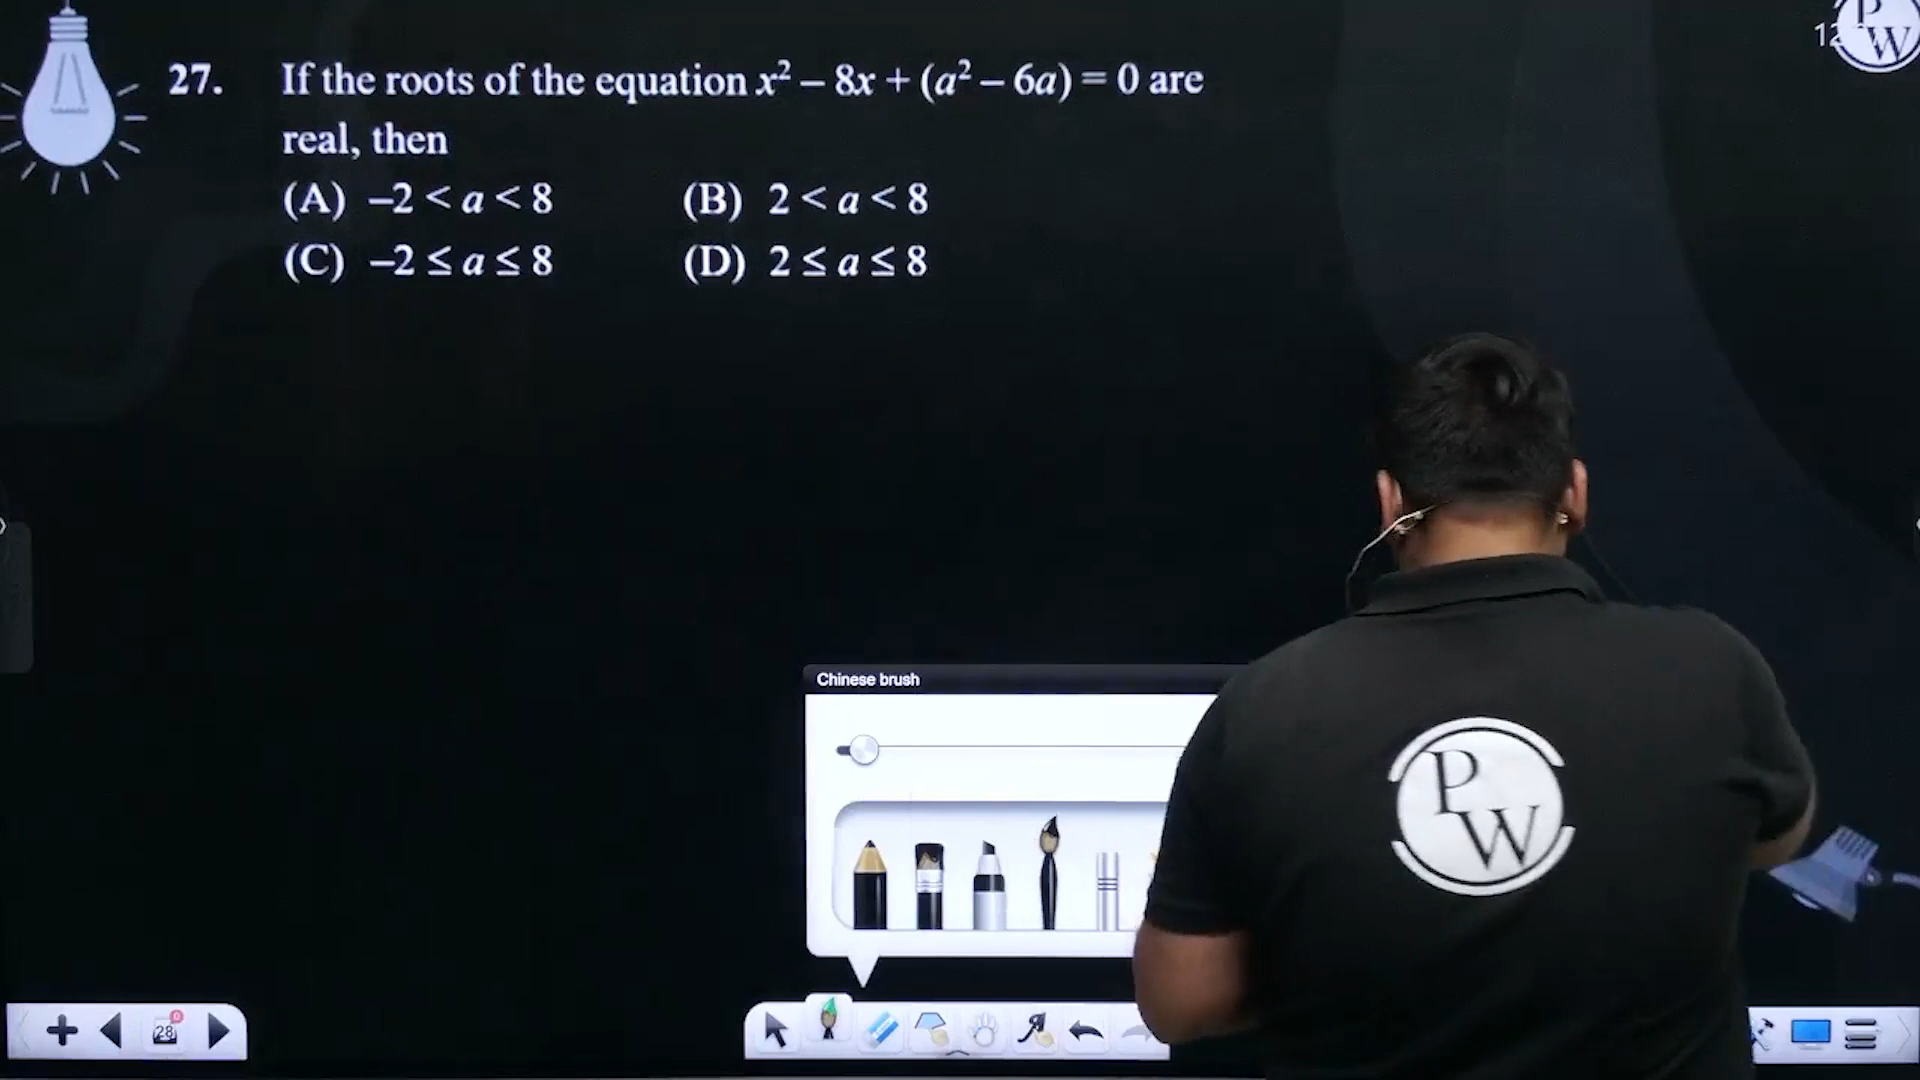 27. If the roots of the equation x² – 8x + (a² – 6a) = 0 are
real, then
(A) –2 < a < 8 (B) 2 < a < 8
(C) –2 ≤ a ≤ 8 (D) 2 ≤ a ≤ 8
Chinese brush
P
W
P
W
28
0